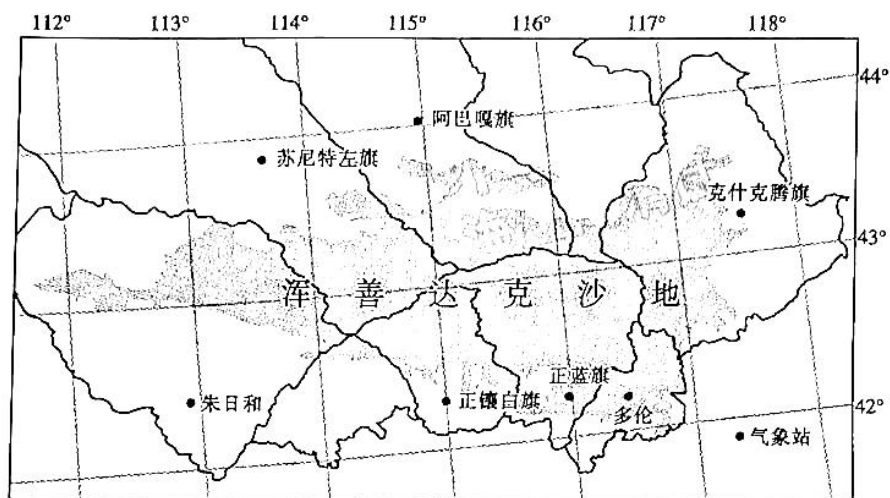 112° 113° 114° 115° 116° 117° 118°
44°
阿巴嘎旗
苏尼特左旗
克什克腾旗
43°
浑善达克沙地
正蓝旗
朱日和
正镶白旗
多伦
42°
气象站